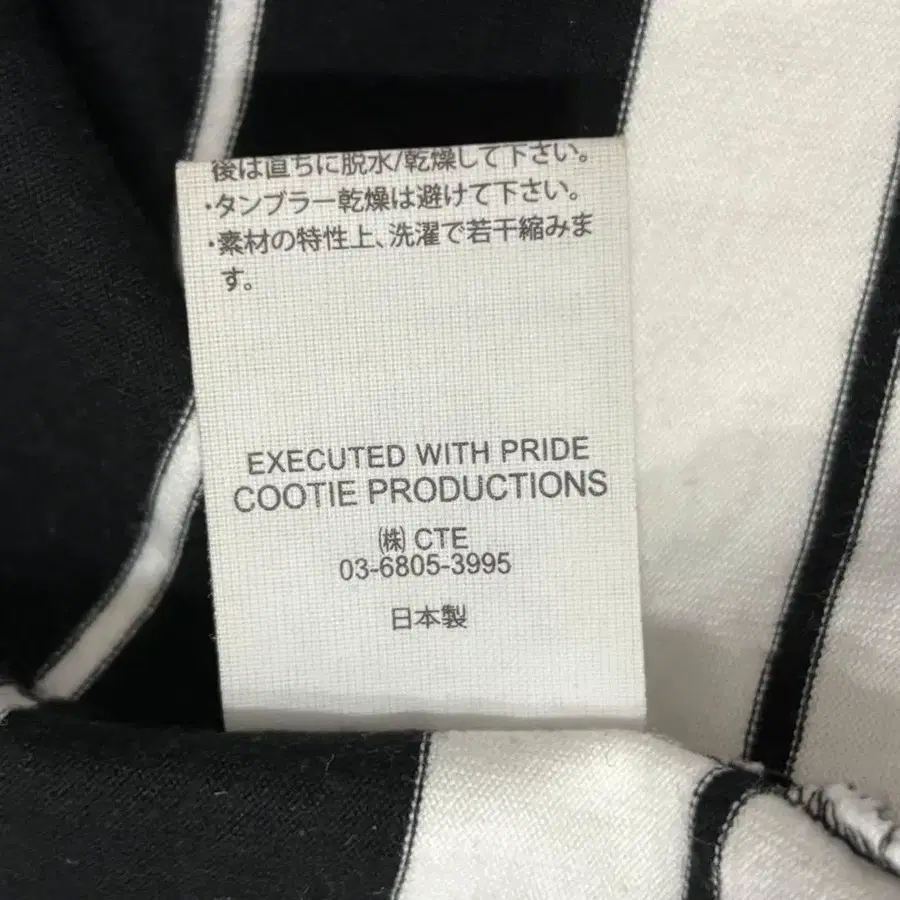 後は直ちに脱水/乾燥して下さい。
・タンブラー乾燥は避けて下さい。
・素材の特性上、洗濯で若干縮みま
す。
EXECUTED WITH PRIDE
COOTIE PRODUCTIONS
㈱ CTE
03-6805-3995
日本製